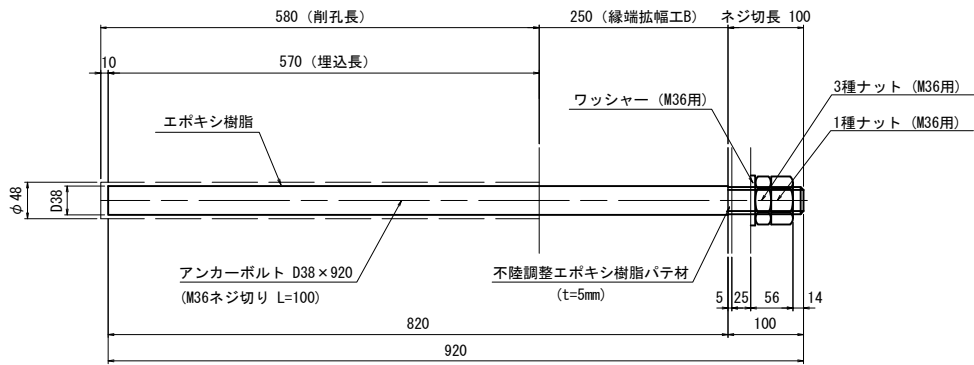 580 (削孔長)
250 (縁端拡幅工B)
ネジ切長 100
10
570 (埋込長)
ワッシャー (M36用)
3種ナット (M36用)
1種ナット (M36用)
エポキシ樹脂
φ48
D38
アンカーボルト D38×920
(M36ネジ切り L=100)
不陸調整エポキシ樹脂パテ材
(t=5mm)
5
25
56
14
820
100
920